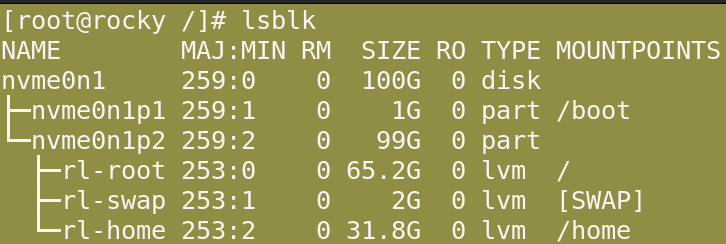 [root@rocky /]# lsblk
NAME        MAJ:MIN RM  SIZE RO TYPE MOUNTPOINTS
nvme0n1     259:0    0  100G  0 disk
├─nvme0n1p1 259:1    0    1G  0 part /boot
└─nvme0n1p2 259:2    0   99G  0 part
  ├─rl-root 253:0    0 65.2G  0 lvm  /
  ├─rl-swap 253:1    0    2G  0 lvm  [SWAP]
  └─rl-home 253:2    0 31.8G  0 lvm  /home